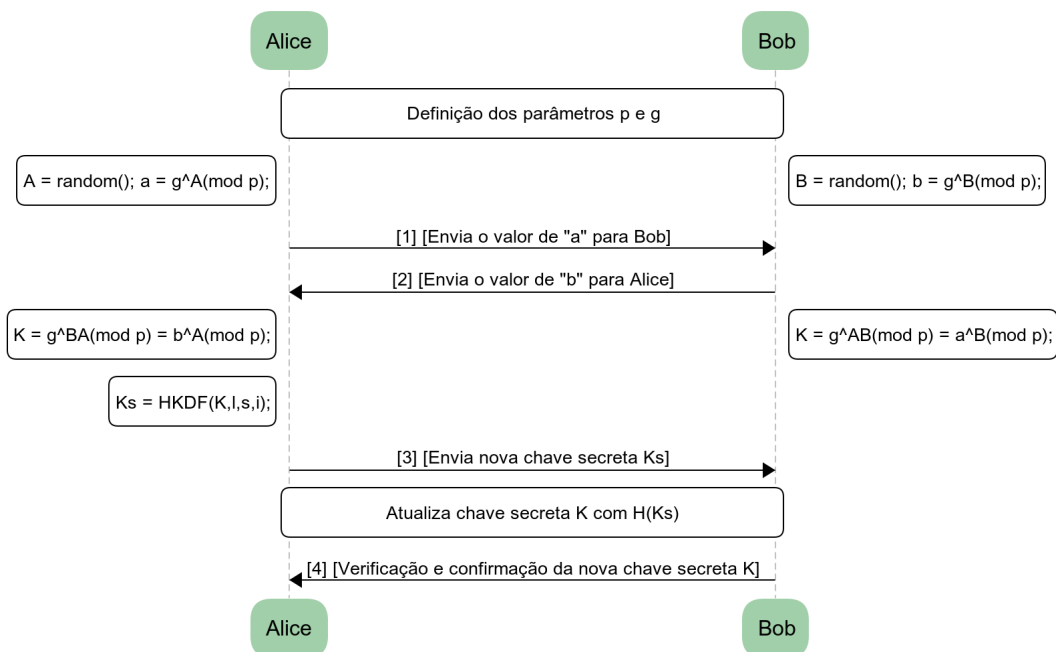 Alice
Bob
Definição dos parâmetros p e g
A = random(); a = g^A(mod p);
B = random(); b = g^B(mod p);
[1] [Envia o valor de "a" para Bob]
[2] [Envia o valor de "b" para Alice]
K = g^BA(mod p) = b^A(mod p);
K = g^AB(mod p) = a^B(mod p);
Ks = HKDF(K,l,s,i);
[3] [Envia nova chave secreta Ks]
Atualiza chave secreta K com H(Ks)
[4] [Verificação e confirmação da nova chave secreta K]
Alice
Bob